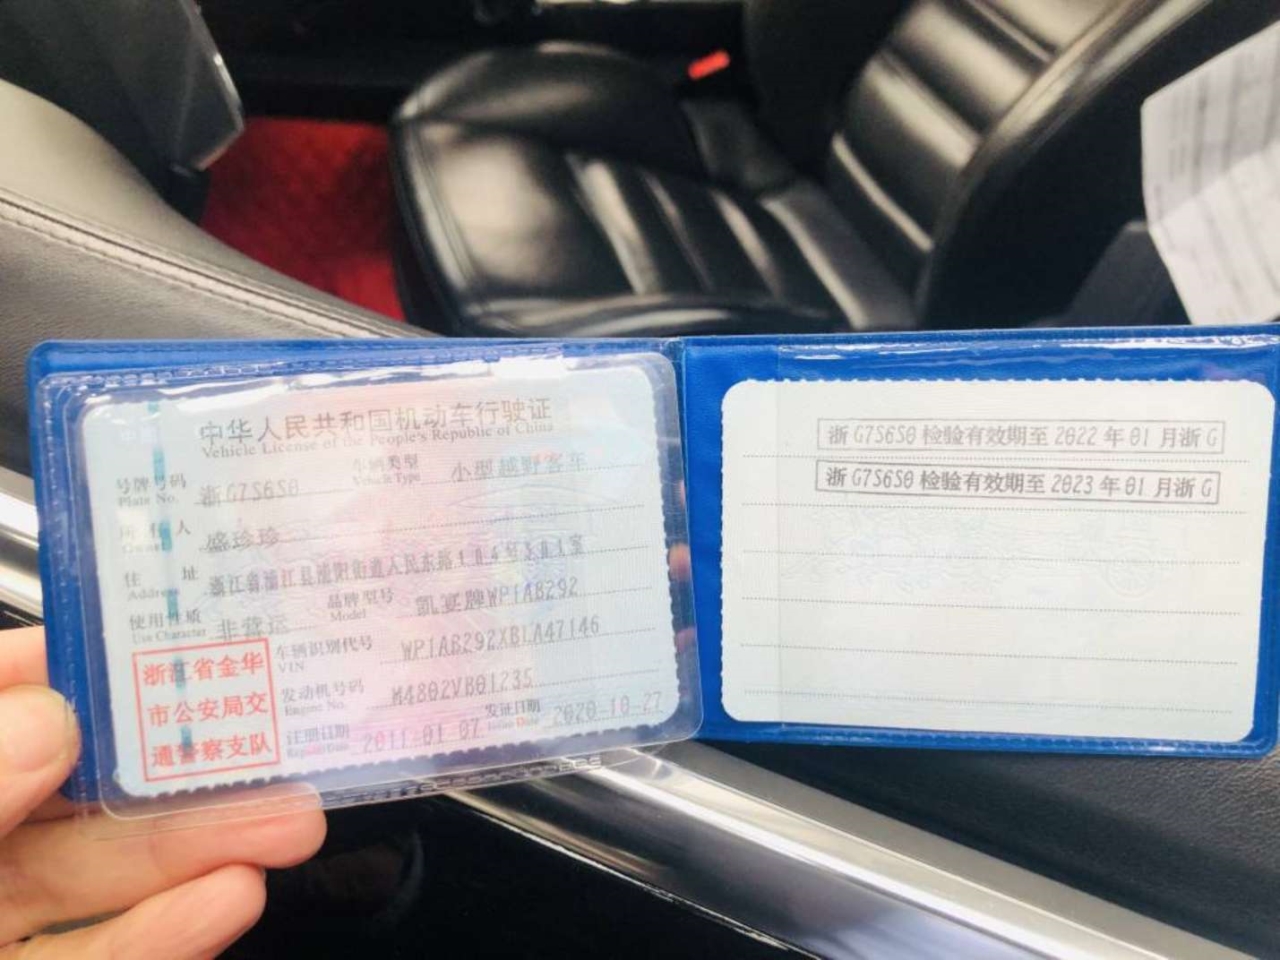 中华人民共和国机动车行驶证
Vehicle License of the People's Republic of China
号牌号码 浙G7S6S0 车辆类型 小型越野客车
Plate No. Vehicle Type
所有人 盛珍珍
Owner
住址 浙江省浦江县浦阳街道人民东路104号301室
Address
使用性质 非营运 品牌型号 凯宴牌WP1AB292
Use Character Model
车辆识别代号 WP1AB292XBLA47146
VIN
发动机号码 M4802VB01235
Engine No.
注册日期 2011-01-07 发证日期 2020-10-27
Register Date Issue Date
浙江省金华
市公安局交
通警察支队
浙G7S6S0检验有效期至2022年01月浙G
浙G7S6S0检验有效期至2023年01月浙G